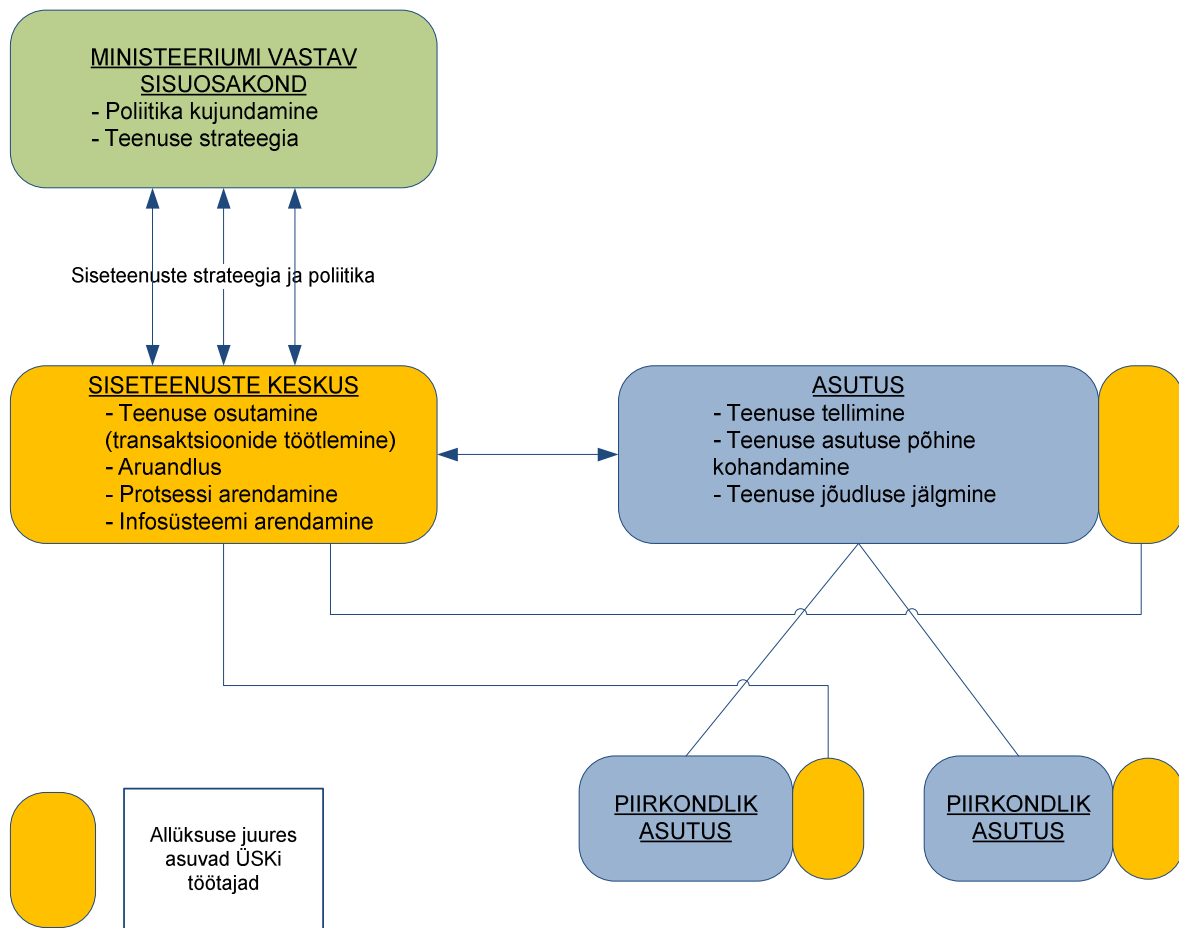 MINISTEERIUMI VASTAV
SISUOSAKOND
- Poliitika kujundamine
- Teenuse strateegia
Siseteenuste strateegia ja poliitika
SISETEENUSTE KESKUS
- Teenuse osutamine
(transaktsioonide töötlemine)
- Aruandlus
- Protsessi arendamine
- Infosüsteemi arendamine
ASUTUS
- Teenuse tellimine
- Teenuse asutuse põhine
kohandamine
- Teenuse jõudluse jälgmine
PIIRKONDLIK
ASUTUS
PIIRKONDLIK
ASUTUS
Allüksuse juures
asuvad ÜSKi
töötajad